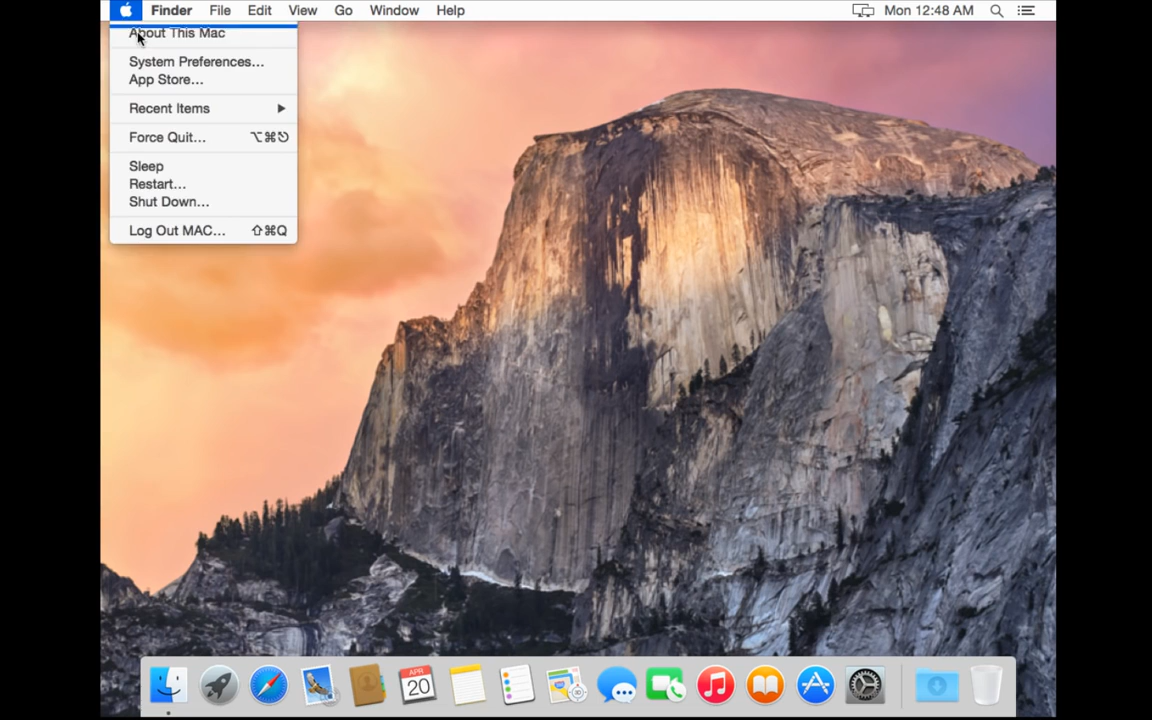 Finder File Edit View Go Window Help Mon 12:48 AM
About This Mac
System Preferences...
App Store...
Recent Items
Force Quit... ⌥⌘⎋
Sleep
Restart...
Shut Down...
Log Out MAC... ⇧⌘Q
APR
20